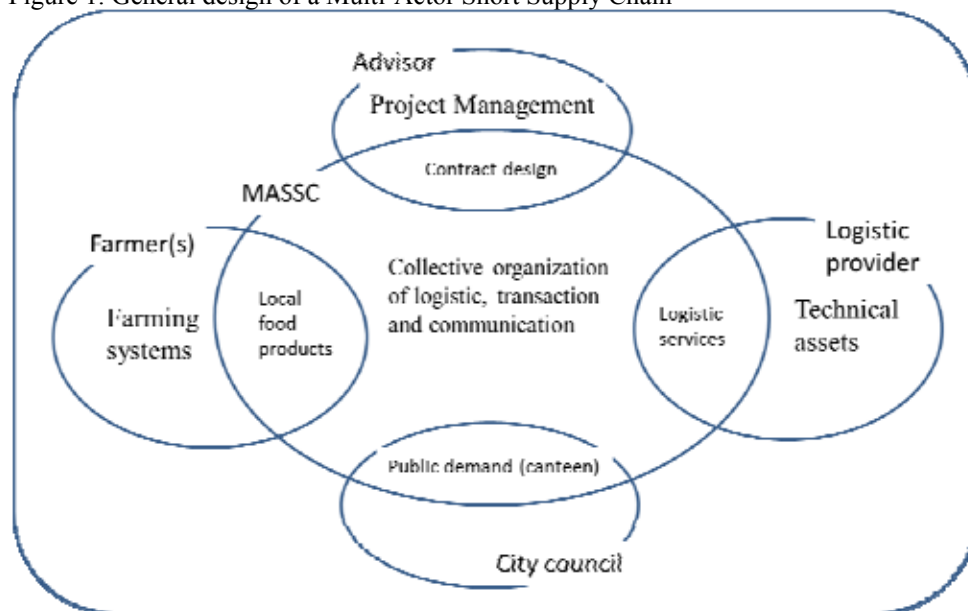 Figure 1: General design of a Multi-Actor Short Supply Chain
Advisor
Project Management
Contract design
MASSC
Farmer(s)
Farming
systems
Local
food
products
Collective organization
of logistic, transaction
and communication
Logistic
services
Logistic
provider
Technical
assets
Public demand (canteen)
City council